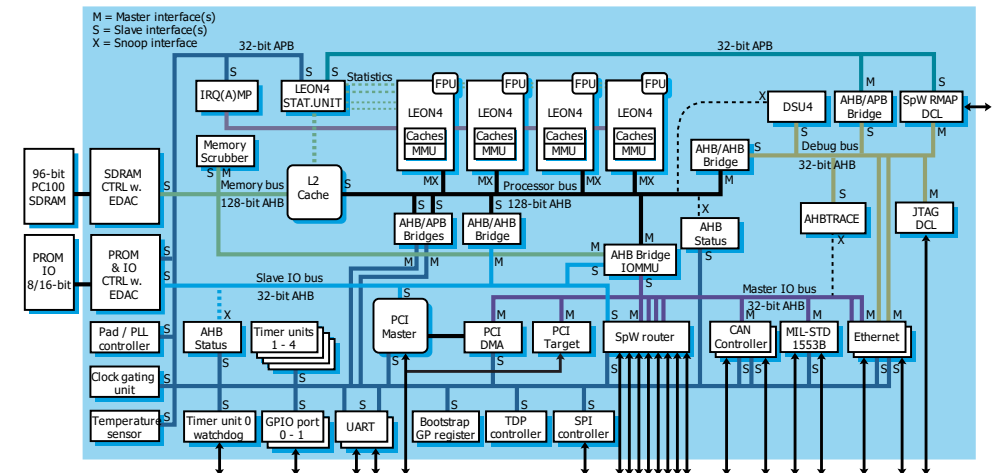 M = Master interface(s)
S = Slave interface(s)
X = Snoop interface
32-bit APB
32-bit APB
S
S
S
S
M
S
IRQ(A)MP
LEON4
STAT.UNIT
Statistics
FPU
LEON4
Caches
MMU
FPU
LEON4
Caches
MMU
FPU
LEON4
Caches
MMU
FPU
LEON4
Caches
MMU
X
DSU4
AHB/APB
Bridge
SpW RMAP
DCL
S
S
M
Debug bus
32-bit AHB
Memory
Scrubber
S
M
AHB/AHB
Bridge
S
M
96-bit
PC100
SDRAM
SDRAM
CTRL w.
EDAC
S
Memory bus
128-bit AHB
M
L2
Cache
S
MX
MX
MX
MX
Processor bus
128-bit AHB
S
S
AHB/APB
Bridges
M
M
S
AHB/AHB
Bridge
M
M
M
AHB Bridge
IOMMU
S
S
X
AHB
Status
S
S
AHBTRACE
X
M
JTAG
DCL
PROM
IO
8/16-bit
PROM
& IO
CTRL w.
EDAC
S
S
Slave IO bus
32-bit AHB
Master IO bus
32-bit AHB
Pad / PLL
controller
S
X
AHB
Status
S
Timer units
1 - 4
S
S
PCI
Master
S
M
PCI
DMA
S
M
PCI
Target
S
M
SpW router
S
M
CAN
Controller
S
S
M
MIL-STD
1553B
S
M
M
Ethernet
S
S
Clock gating
unit
S
Temperature
sensor
S
S
Timer unit 0
watchdog
S
GPIO port
0 - 1
S
S
UART
S
Bootstrap
GP register
S
TDP
controller
S
SPI
controller